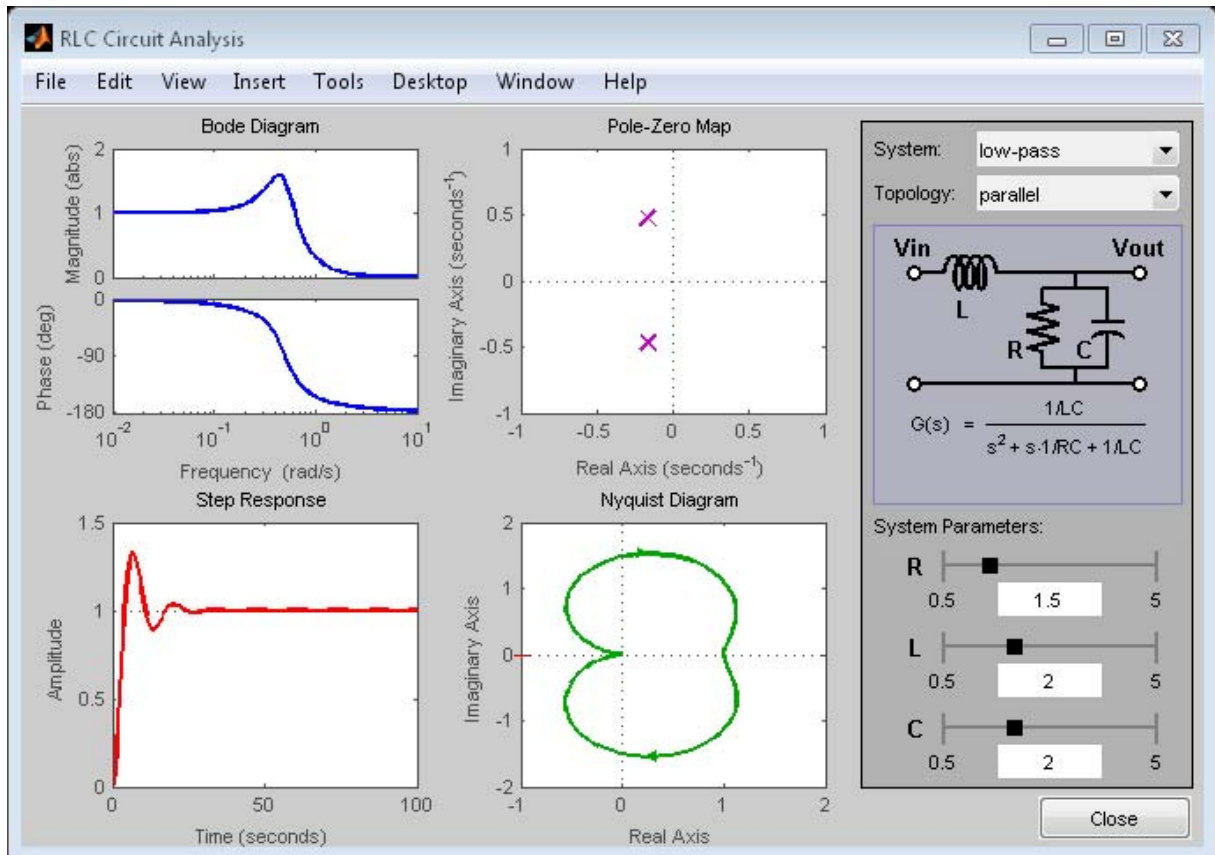 RLC Circuit Analysis
File Edit View Insert Tools Desktop Window Help
Bode Diagram
Magnitude (abs)
2
1
0
Phase (deg)
0
-90
-180
10^-2 10^-1 10^0 10^1
Frequency (rad/s)
Pole-Zero Map
Imaginary Axis (seconds^-1)
1
0.5
0
-0.5
-1
-1 -0.5 0 0.5 1
Real Axis (seconds^-1)
Step Response
Amplitude
1.5
1
0.5
0
0 50 100
Time (seconds)
Nyquist Diagram
Imaginary Axis
2
1
0
-1
-2
-1 0 1 2
Real Axis
System: low-pass
Topology: parallel
Vin Vout
L
R C
G(s) = 1/LC / s^2 + s·1/RC + 1/LC
System Parameters:
R
0.5 1.5 5
L
0.5 2 5
C
0.5 2 5
Close